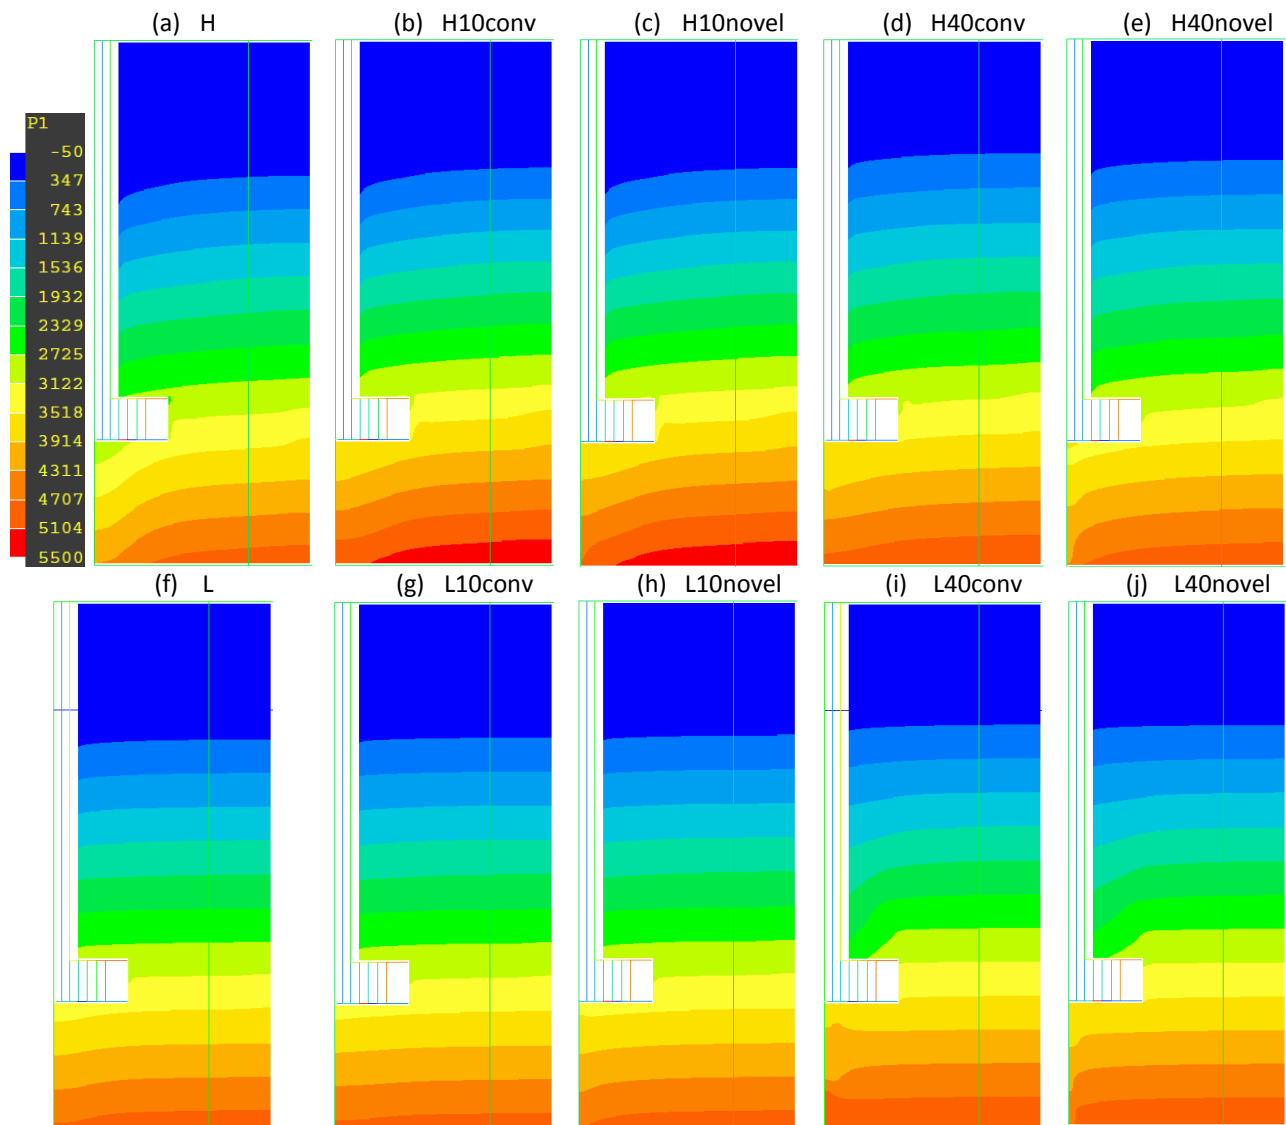 (a) H
(b) H10conv
(c) H10novel
(d) H40conv
(e) H40novel
P1
-50
347
743
1139
1536
1932
2329
2725
3122
3518
3914
4311
4707
5104
5500
(f) L
(g) L10conv
(h) L10novel
(i) L40conv
(j) L40novel